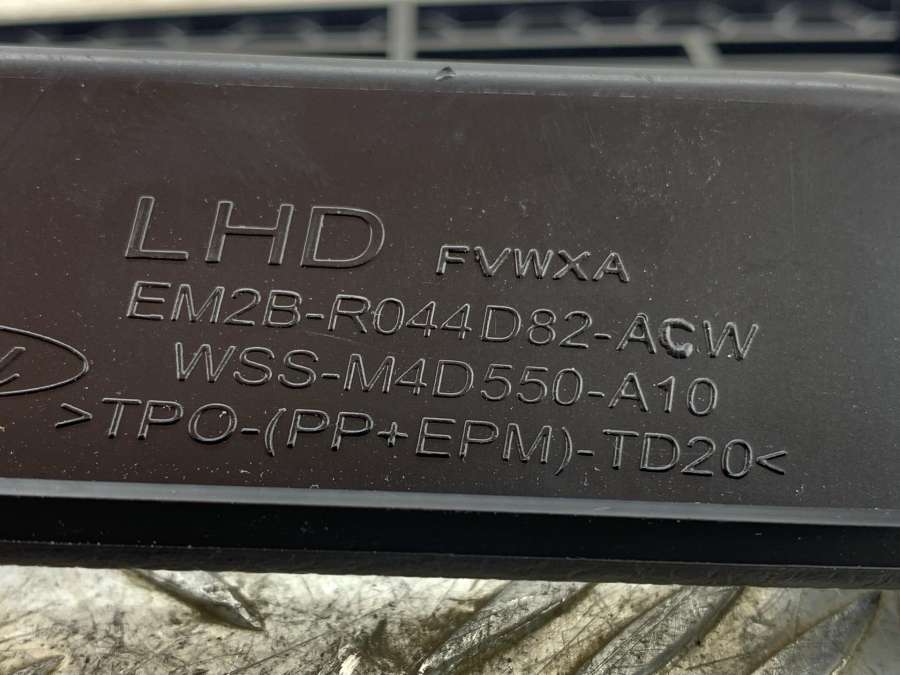 LHD FVWXA
EM2B-R044D82-ACW
WSS-M4D550-A10
>TPO-(PP+EPM)-TD20<